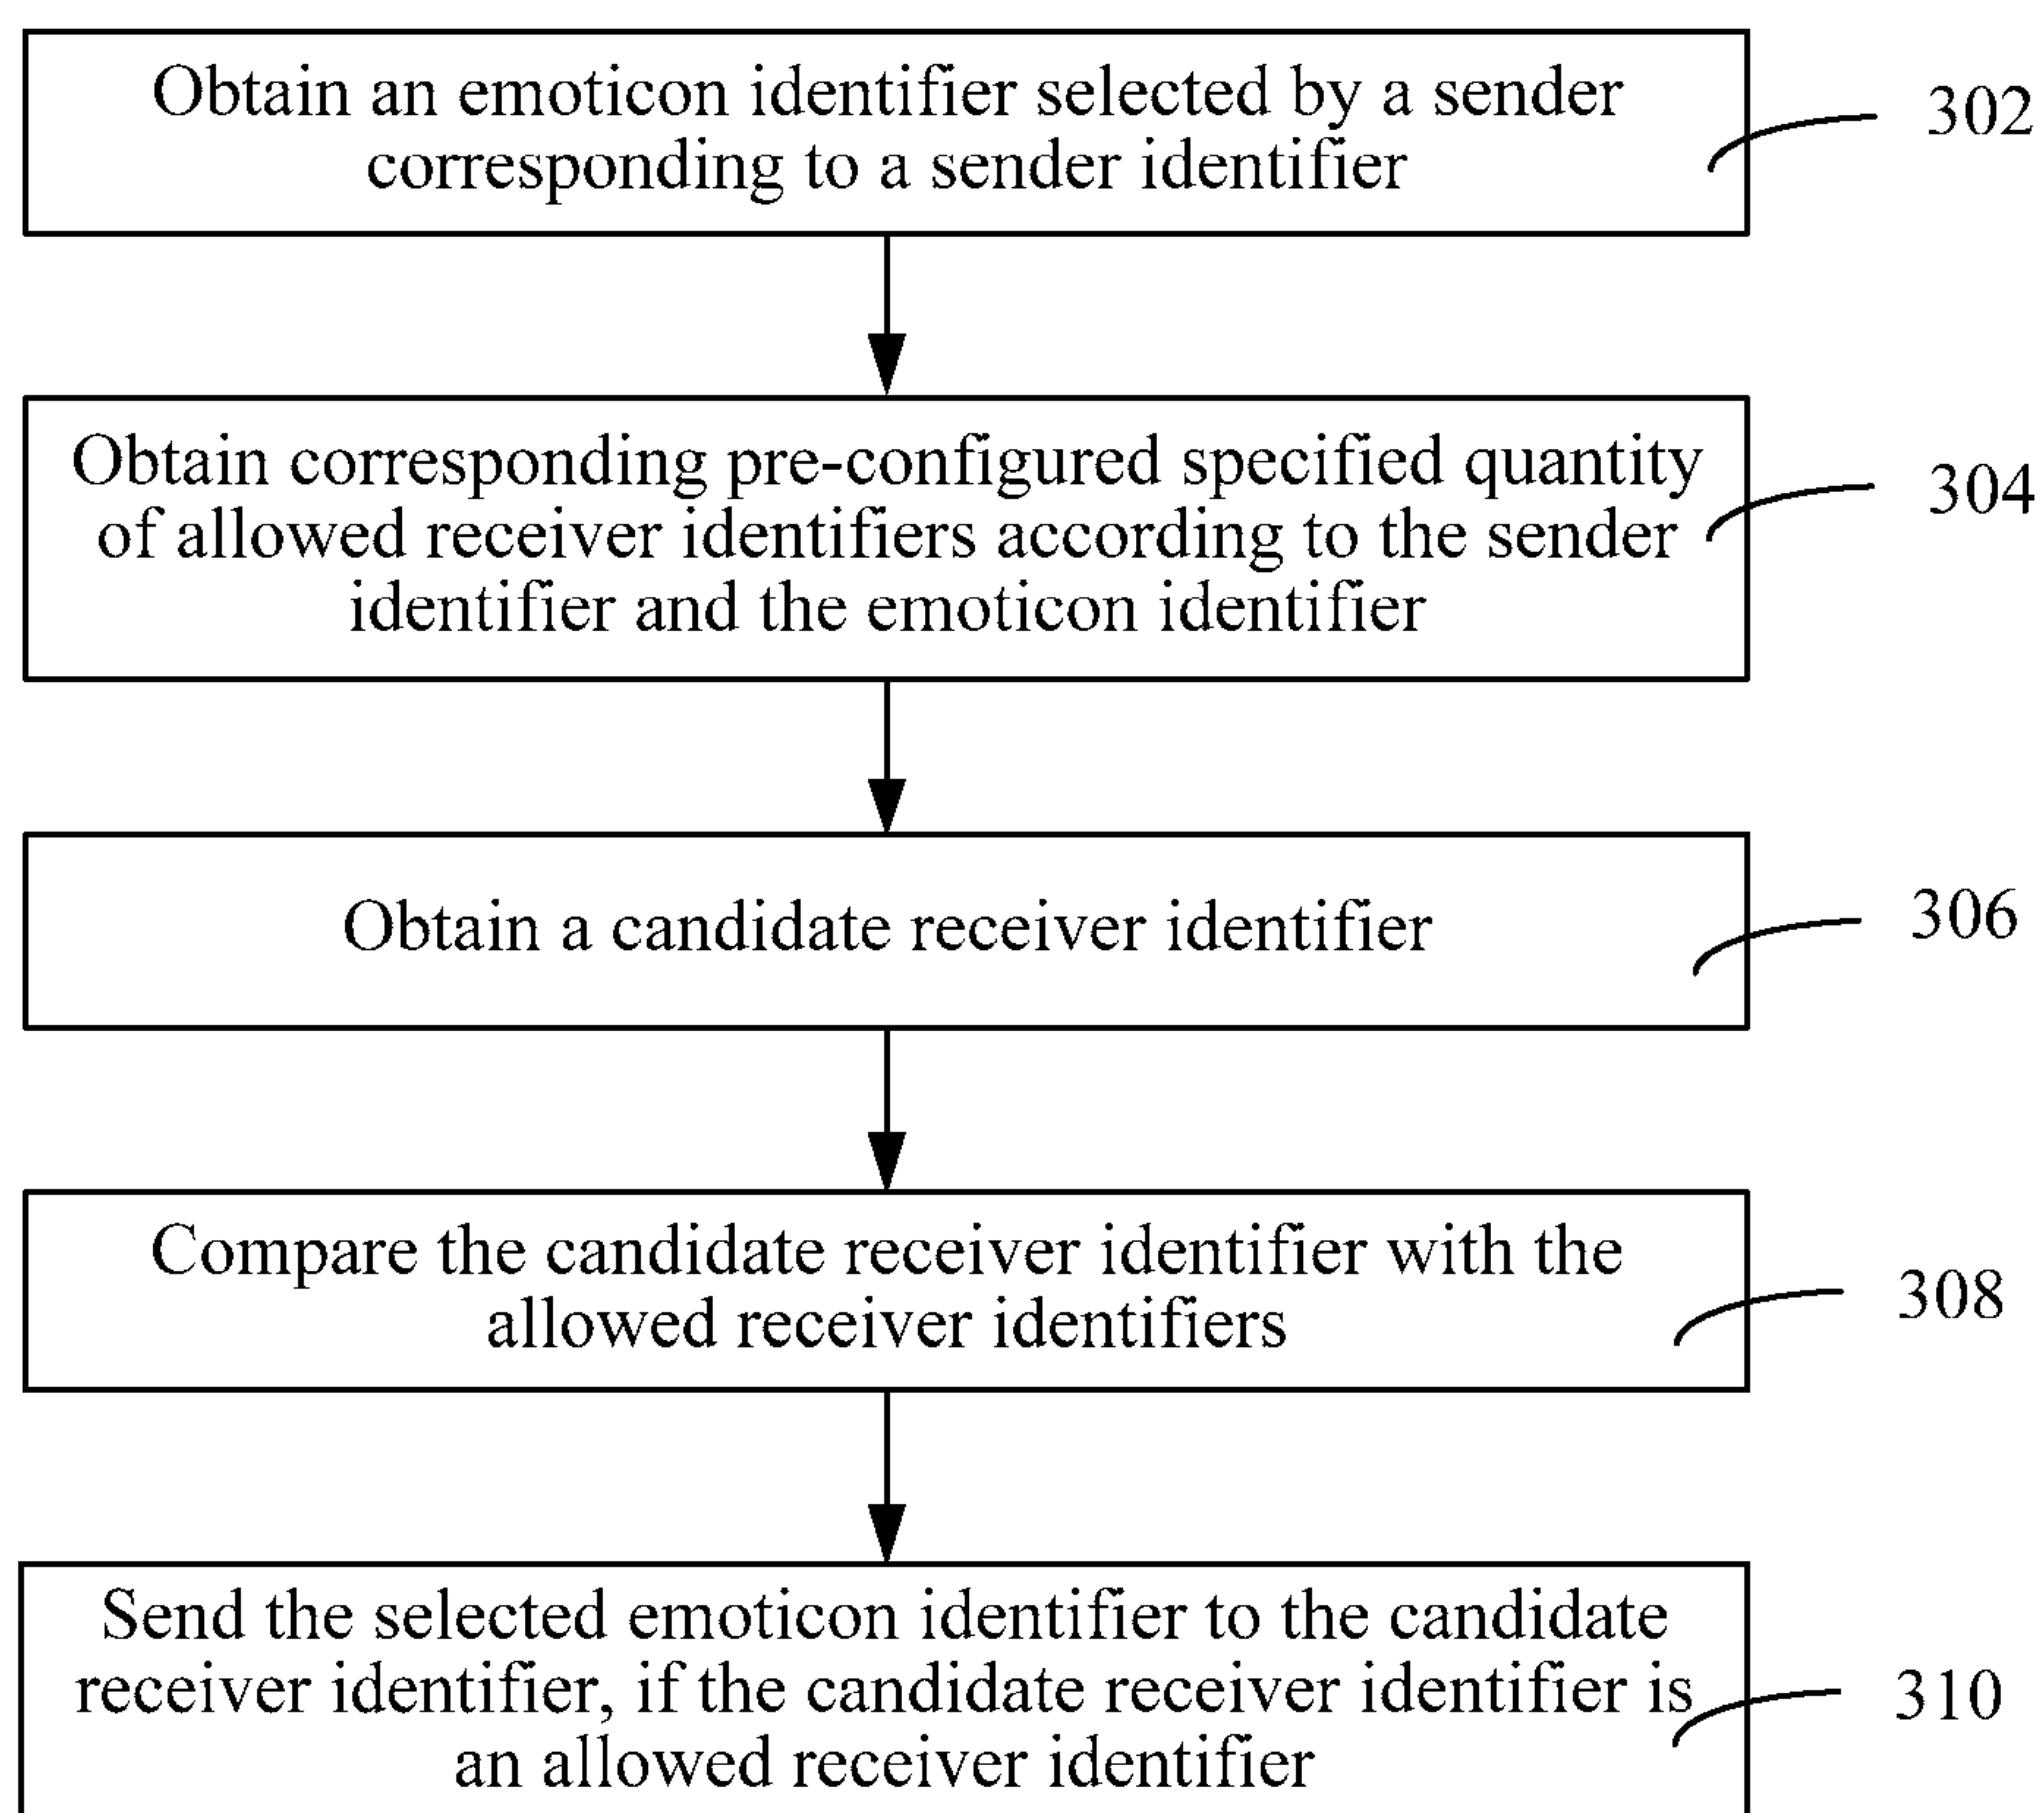 Obtain an emoticon identifier selected by a sender
corresponding to a sender identifier
302
Obtain corresponding pre-configured specified quantity
of allowed receiver identifiers according to the sender
identifier and the emoticon identifier
304
Obtain a candidate receiver identifier
306
Compare the candidate receiver identifier with the
allowed receiver identifiers
308
Send the selected emoticon identifier to the candidate
receiver identifier, if the candidate receiver identifier is
an allowed receiver identifier
310